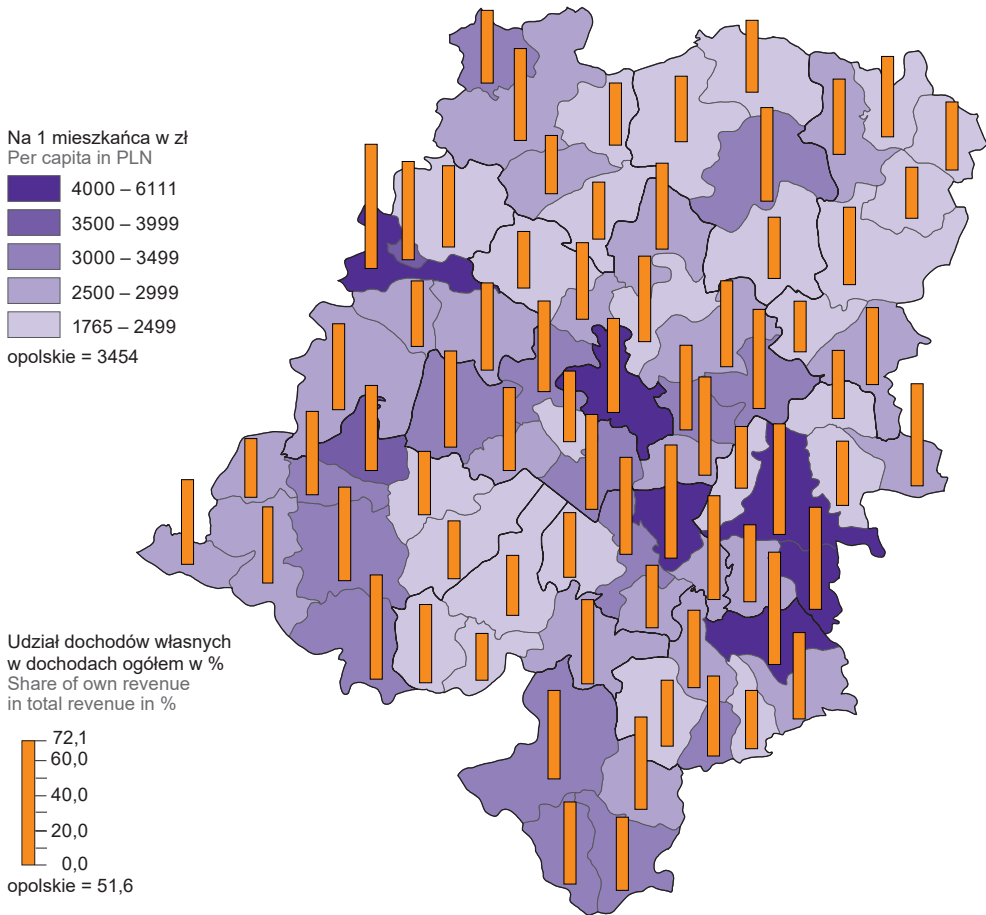 Na 1 mieszkańca w zł
Per capita in PLN
4000 – 6111
3500 – 3999
3000 – 3499
2500 – 2999
1765 – 2499
opolskie = 3454
Udział dochodów własnych
w dochodach ogółem w %
Share of own revenue
in total revenue in %
72,1
60,0
40,0
20,0
0,0
opolskie = 51,6